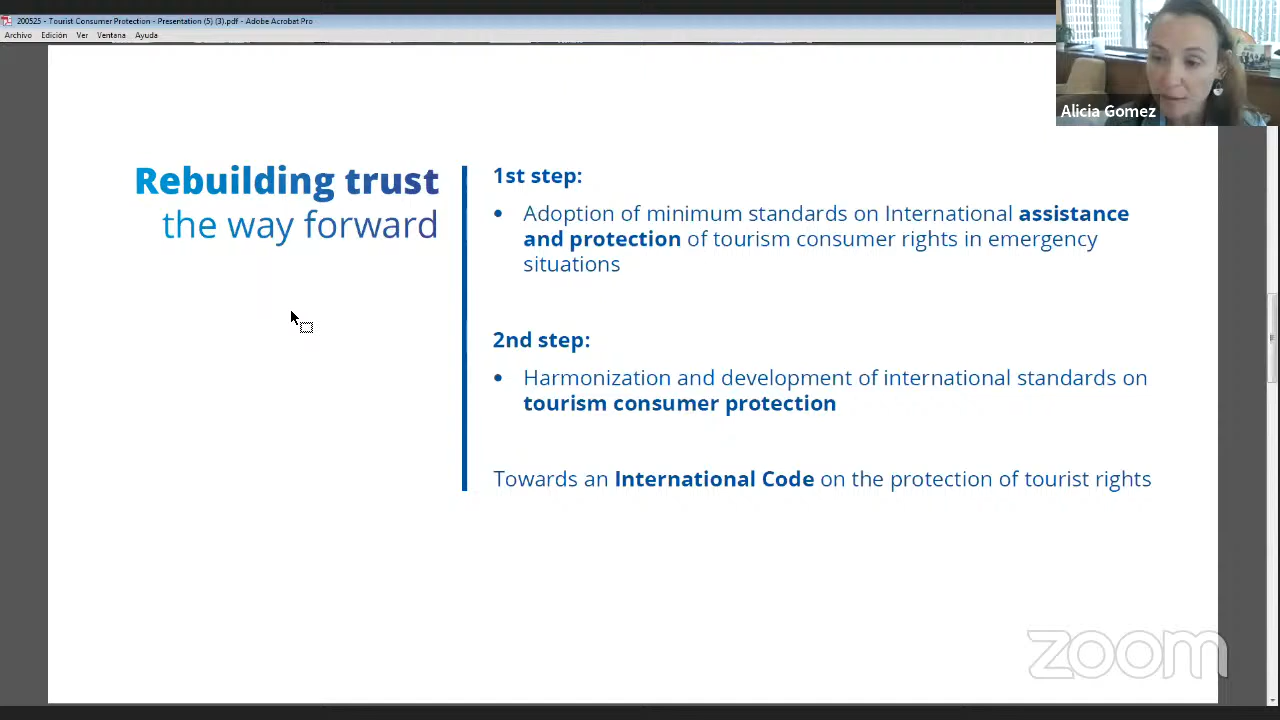 200525 - Tourist Consumer Protection - Presentation (5) (3).pdf - Adobe Acrobat Pro
Archivo Edición Ver Ventana Ayuda
Alicia Gomez
Rebuilding trust
the way forward
1st step:
• Adoption of minimum standards on International assistance
and protection of tourism consumer rights in emergency
situations
2nd step:
• Harmonization and development of international standards on
tourism consumer protection
Towards an International Code on the protection of tourist rights
zoom